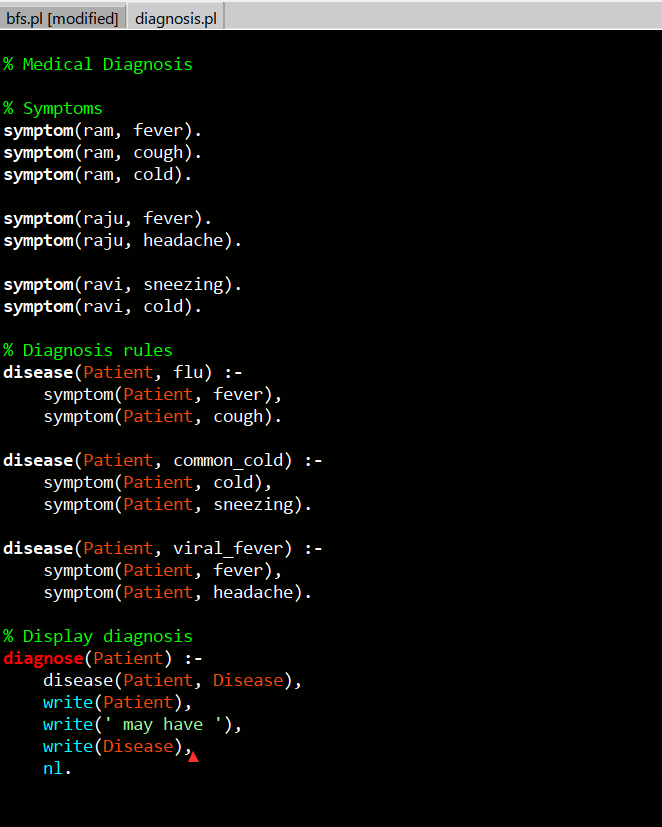 bfs.pl [modified] diagnosis.pl
% Medical Diagnosis
% Symptoms
symptom(ram, fever).
symptom(ram, cough).
symptom(ram, cold).
symptom(raju, fever).
symptom(raju, headache).
symptom(ravi, sneezing).
symptom(ravi, cold).
% Diagnosis rules
disease(Patient, flu) :-
    symptom(Patient, fever),
    symptom(Patient, cough).
disease(Patient, common_cold) :-
    symptom(Patient, cold),
    symptom(Patient, sneezing).
disease(Patient, viral_fever) :-
    symptom(Patient, fever),
    symptom(Patient, headache).
% Display diagnosis
diagnose(Patient) :-
    disease(Patient, Disease),
    write(Patient),
    write(' may have '),
    write(Disease),
    nl.